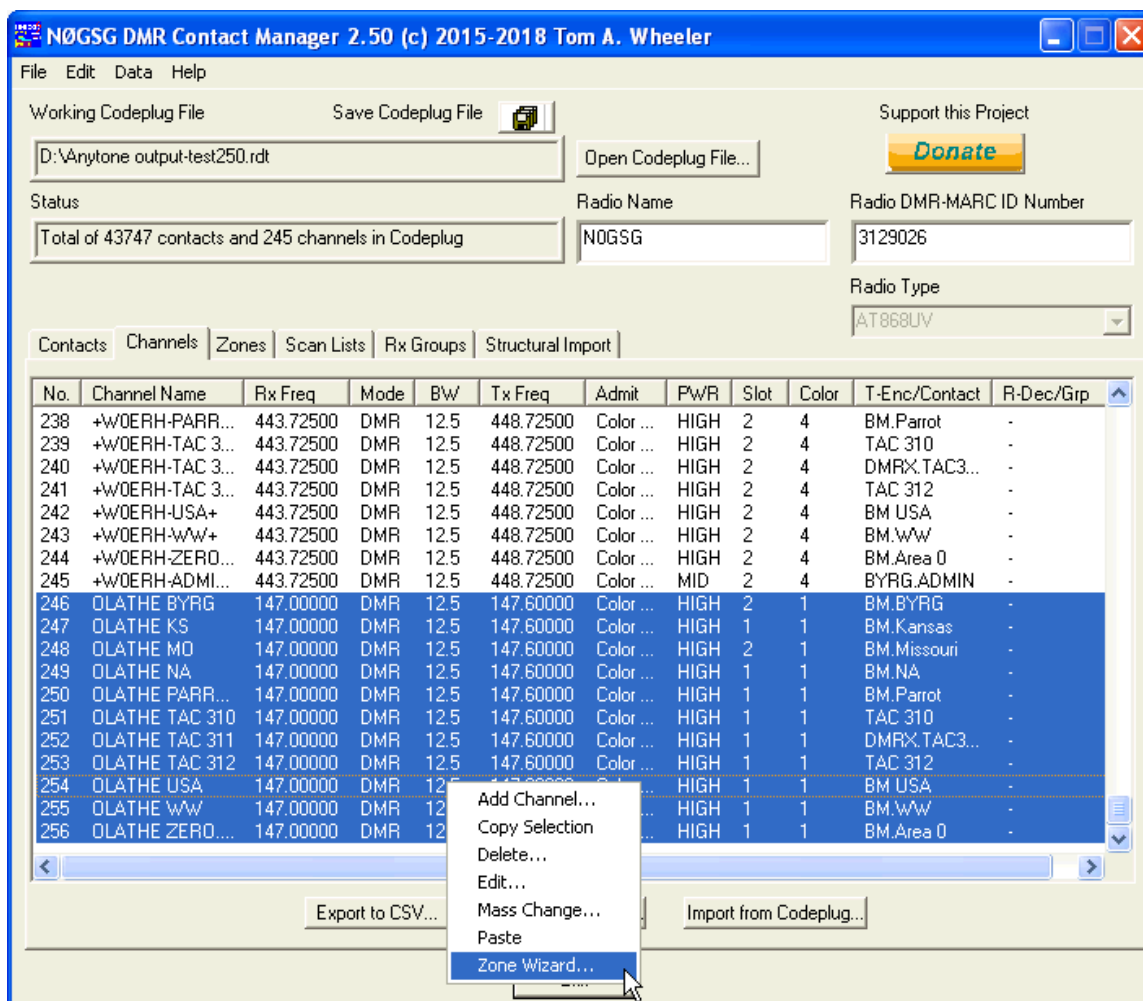 NØGSG DMR Contact Manager 2.50 (c) 2015-2018 Tom A. Wheeler
File Edit Data Help
Working Codeplug File Save Codeplug File Support this Project
D:\Anytone output-test250.rdt Open Codeplug File... Donate
Status Radio Name Radio DMR-MARC ID Number
Total of 43747 contacts and 245 channels in Codeplug N0GSG 3129026
Radio Type
AT868UV
Contacts Channels Zones Scan Lists Rx Groups Structural Import
No. Channel Name Rx Freq Mode BW Tx Freq Admit PWR Slot Color T-Enc/Contact R-Dec/Grp
238 +W0ERH-PARR... 443.72500 DMR 12.5 448.72500 Color ... HIGH 2 4 BM.Parrot -
239 +W0ERH-TAC 3... 443.72500 DMR 12.5 448.72500 Color ... HIGH 2 4 TAC 310 -
240 +W0ERH-TAC 3... 443.72500 DMR 12.5 448.72500 Color ... HIGH 2 4 DMRX.TAC3... -
241 +W0ERH-TAC 3... 443.72500 DMR 12.5 448.72500 Color ... HIGH 2 4 TAC 312 -
242 +W0ERH-USA+ 443.72500 DMR 12.5 448.72500 Color ... HIGH 2 4 BM USA -
243 +W0ERH-WW+ 443.72500 DMR 12.5 448.72500 Color ... HIGH 2 4 BM.WW -
244 +W0ERH-ZERO... 443.72500 DMR 12.5 448.72500 Color ... HIGH 2 4 BM.Area 0 -
245 +W0ERH-ADMI... 443.72500 DMR 12.5 448.72500 Color ... MID 2 4 BYRG.ADMIN -
246 OLATHE BYRG 147.00000 DMR 12.5 147.60000 Color ... HIGH 2 1 BM.BYRG -
247 OLATHE KS 147.00000 DMR 12.5 147.60000 Color ... HIGH 1 1 BM.Kansas -
248 OLATHE MO 147.00000 DMR 12.5 147.60000 Color ... HIGH 2 1 BM.Missouri -
249 OLATHE NA 147.00000 DMR 12.5 147.60000 Color ... HIGH 1 1 BM.NA -
250 OLATHE PARR... 147.00000 DMR 12.5 147.60000 Color ... HIGH 1 1 BM.Parrot -
251 OLATHE TAC 310 147.00000 DMR 12.5 147.60000 Color ... HIGH 1 1 TAC 310 -
252 OLATHE TAC 311 147.00000 DMR 12.5 147.60000 Color ... HIGH 1 1 DMRX.TAC3... -
253 OLATHE TAC 312 147.00000 DMR 12.5 147.60000 Color ... HIGH 1 1 TAC 312 -
254 OLATHE USA 147.00000 DMR HIGH 1 1 BM USA -
255 OLATHE WW 147.00000 DMR 12 HIGH 1 1 BM.WW -
256 OLATHE ZERO.... 147.00000 DMR 12 HIGH 1 1 BM.Area 0 -
Add Channel...
Copy Selection
Delete...
Edit...
Mass Change...
Paste
Zone Wizard...
Export to CSV... Import from Codeplug...